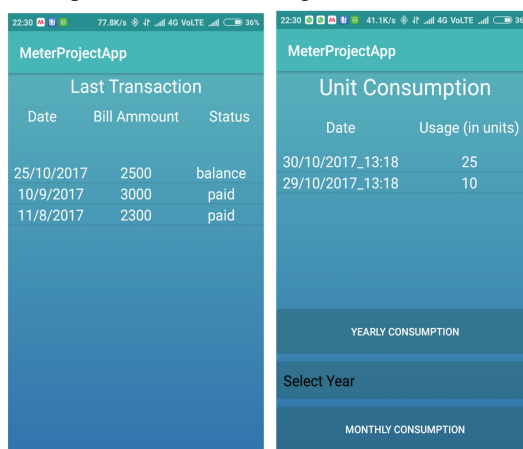 22:30 77.8K/s 4G VoLTE 36%
MeterProjectApp
Last Transaction
Date Bill Ammount Status
25/10/2017 2500 balance
10/9/2017 3000 paid
11/8/2017 2300 paid
22:30 41.1K/s 4G VoLTE 36
MeterProjectApp
Unit Consumption
Date Usage (in units)
30/10/2017_13:18 25
29/10/2017_13:18 10
YEARLY CONSUMPTION
Select Year
MONTHLY CONSUMPTION